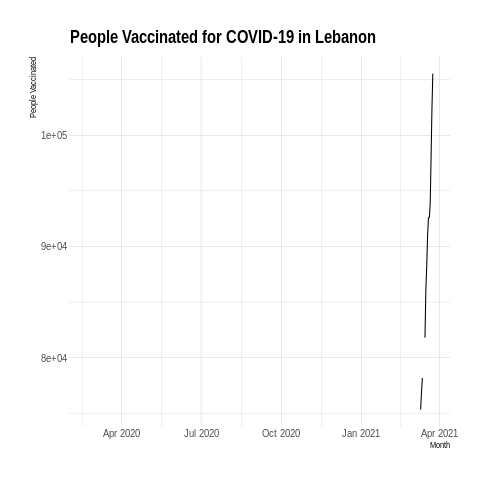 People Vaccinated for COVID-19 in Lebanon
People Vaccinated
1e+05
9e+04
8e+04
Apr 2020 Jul 2020 Oct 2020 Jan 2021 Apr 2021
Month